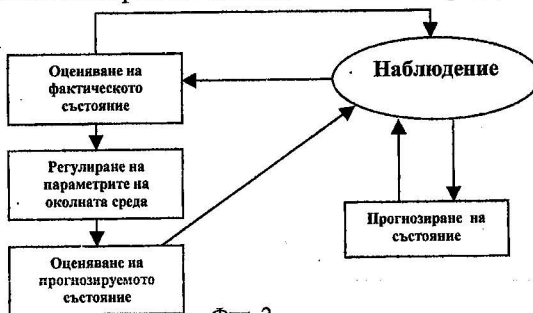 Оценяване на
фактическото
състояние
Наблюдение
Регулиране на
параметрите на
околната среда
Прогнозиране на
състояние
Оценяване на
прогнозируемото
състояние